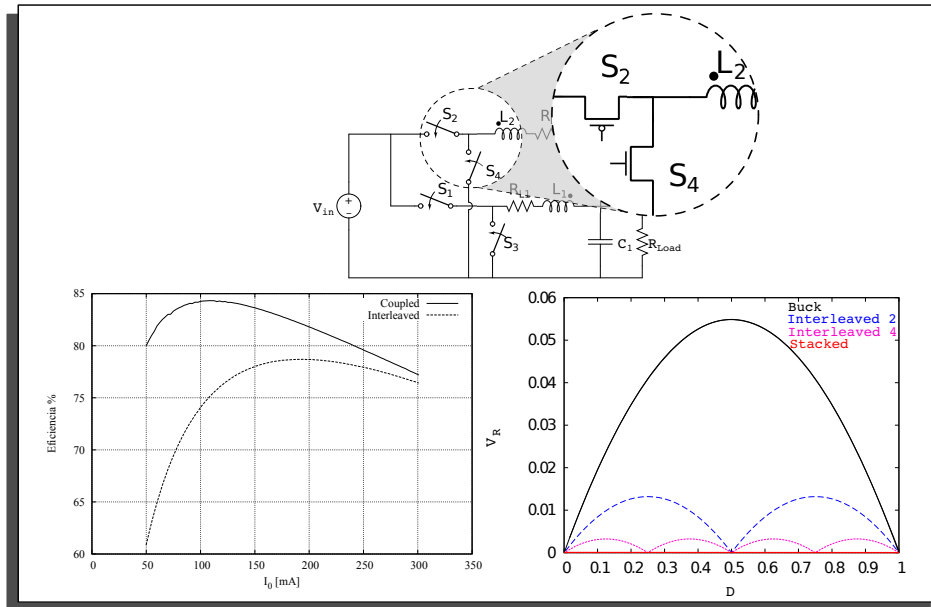 S2
L2
S4
S2
L2
R
S4
S1
RL1
L1
Vin
S3
C1
RLoad
85
80
75
70
65
60
0
50
100
150
200
250
300
350
Eficiencia %
I0 [mA]
Coupled
Interleaved
0.06
0.05
0.04
0.03
0.02
0.01
0
0
0.1
0.2
0.3
0.4
0.5
0.6
0.7
0.8
0.9
1
VR
D
Buck
Interleaved 2
Interleaved 4
Stacked